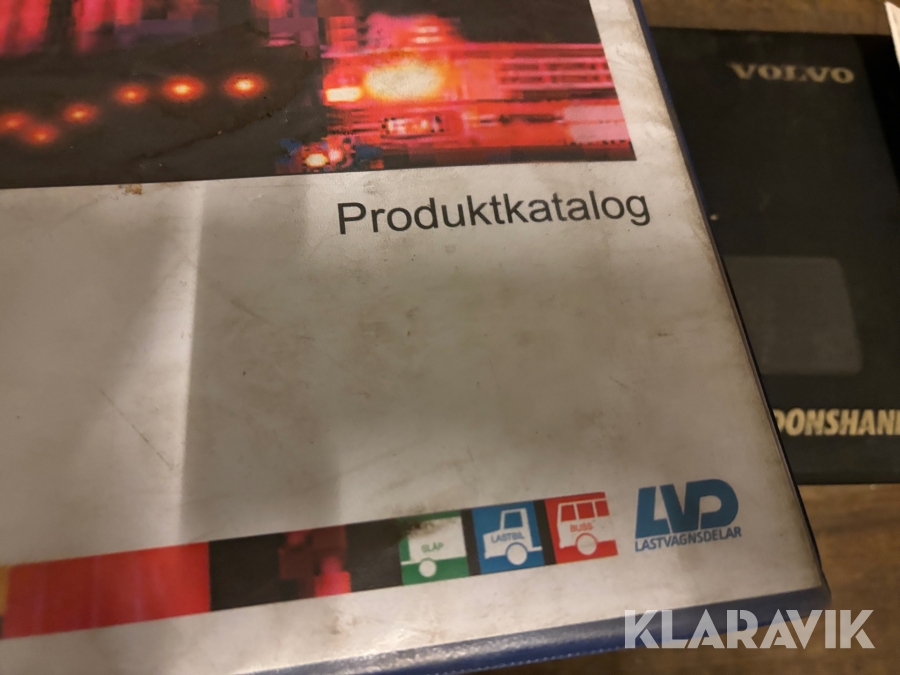 VOLVO
Produktkatalog
DONSHAN
SLÄP
LASTBIL
BUSS
LVD
LASTVAGNSDELAR
KLARAVIK